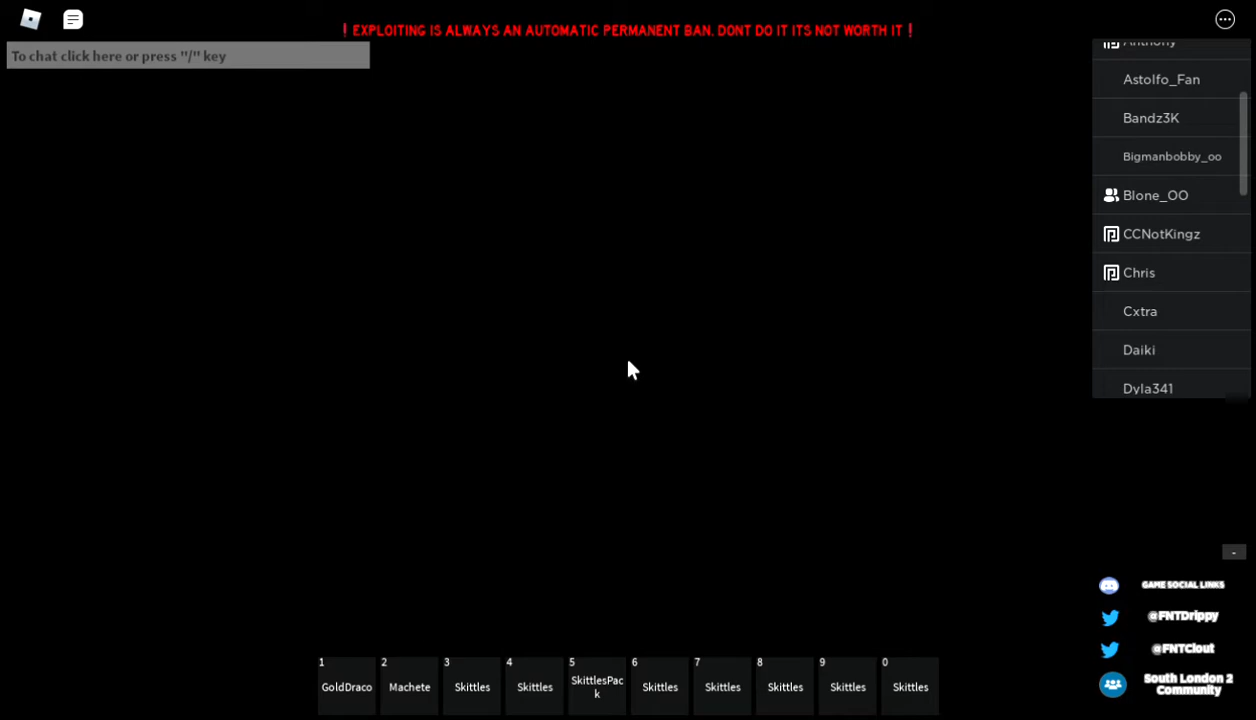 ❗EXPLOITING IS ALWAYS AN AUTOMATIC PERMANENT BAN. DONT DO IT ITS NOT WORTH IT❗
To chat click here or press "/" key
Anthony
Astolfo_Fan
Bandz3K
Bigmanbobby_oo
Blone_OO
CCNotKingz
Chris
Cxtra
Daiki
Dyla341
-
GAME SOCIAL LINKS
@FNTDrippy
@FNTClout
South London 2
Community
1 2 3 4 5 6 7 8 9 0
GoldDraco Machete Skittles Skittles SkittlesPac Skittles Skittles Skittles Skittles Skittles
k